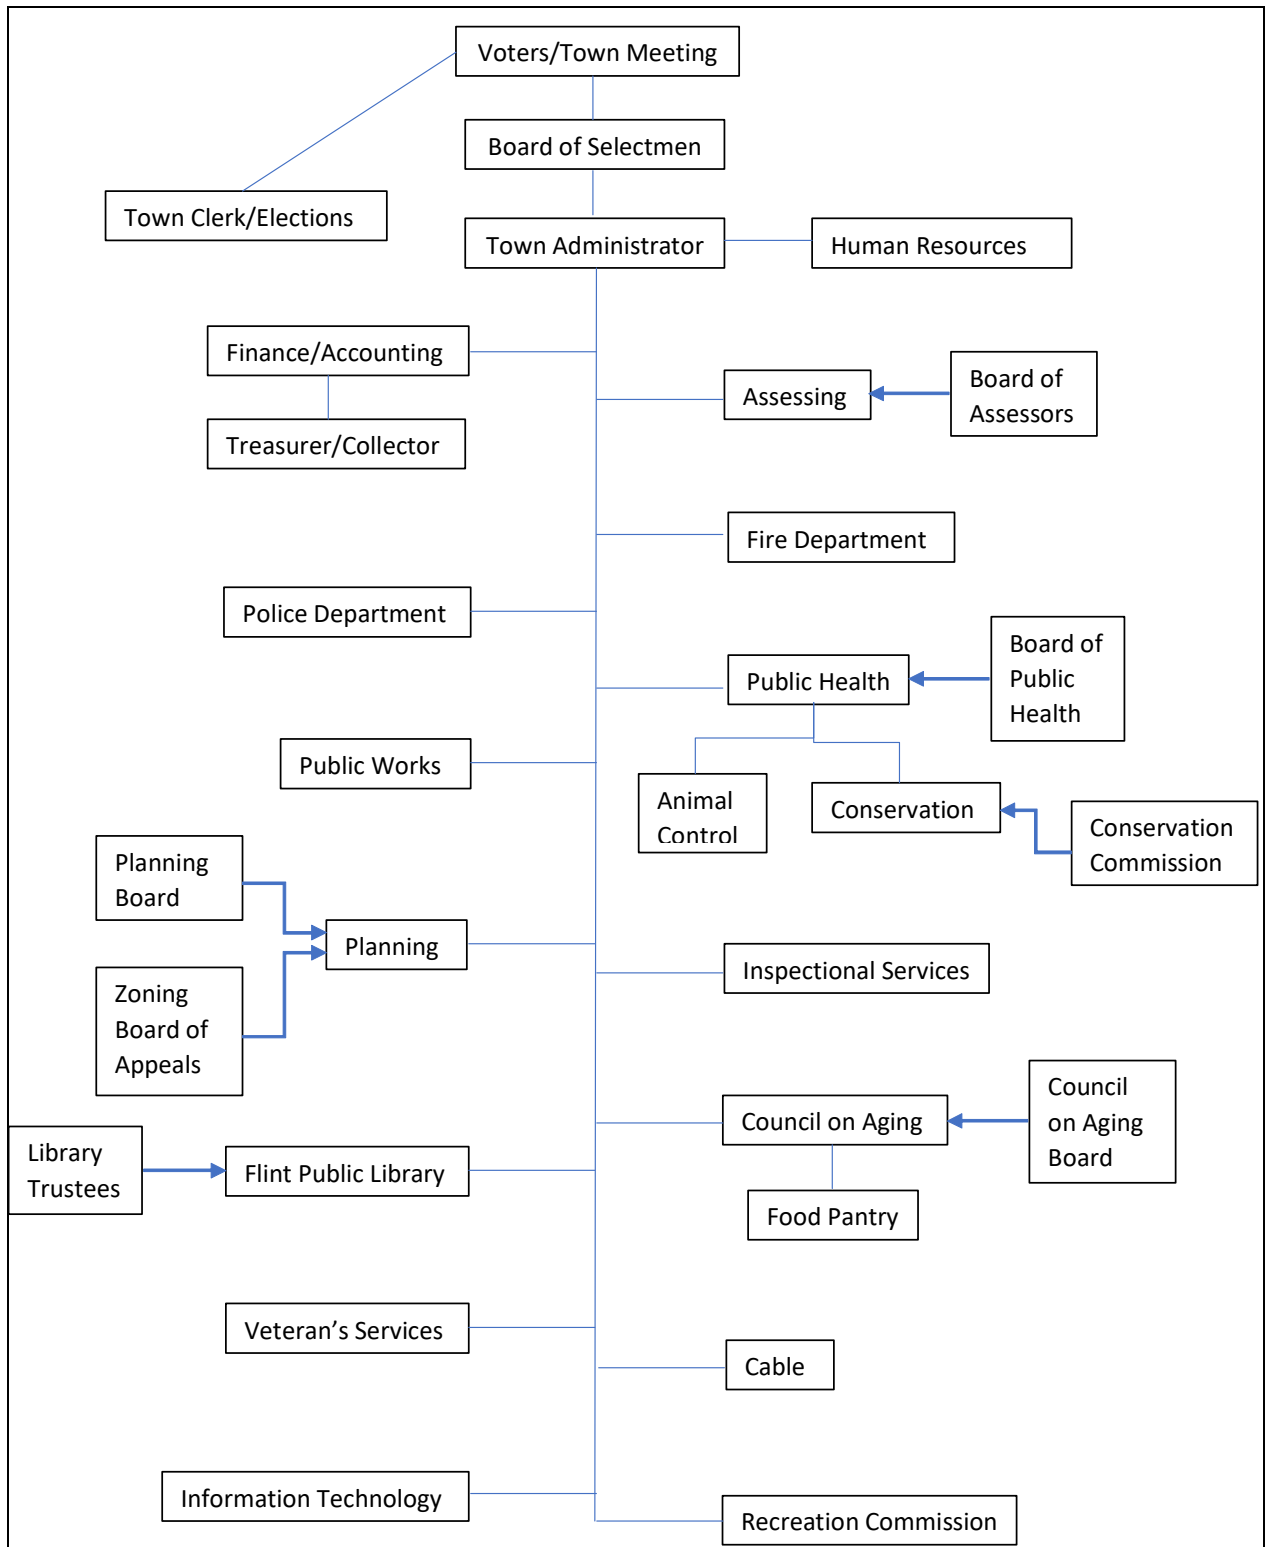 Voters/Town Meeting
Board of Selectmen
Town Clerk/Elections
Town Administrator
Human Resources
Finance/Accounting
Assessing
Board of
Assessors
Treasurer/Collector
Fire Department
Police Department
Public Health
Board of
Public
Health
Public Works
Animal
Control
Conservation
Conservation
Commission
Planning
Board
Planning
Zoning
Board of
Appeals
Inspectional Services
Council on Aging
Council
on Aging
Board
Library
Trustees
Flint Public Library
Food Pantry
Veteran’s Services
Cable
Information Technology
Recreation Commission